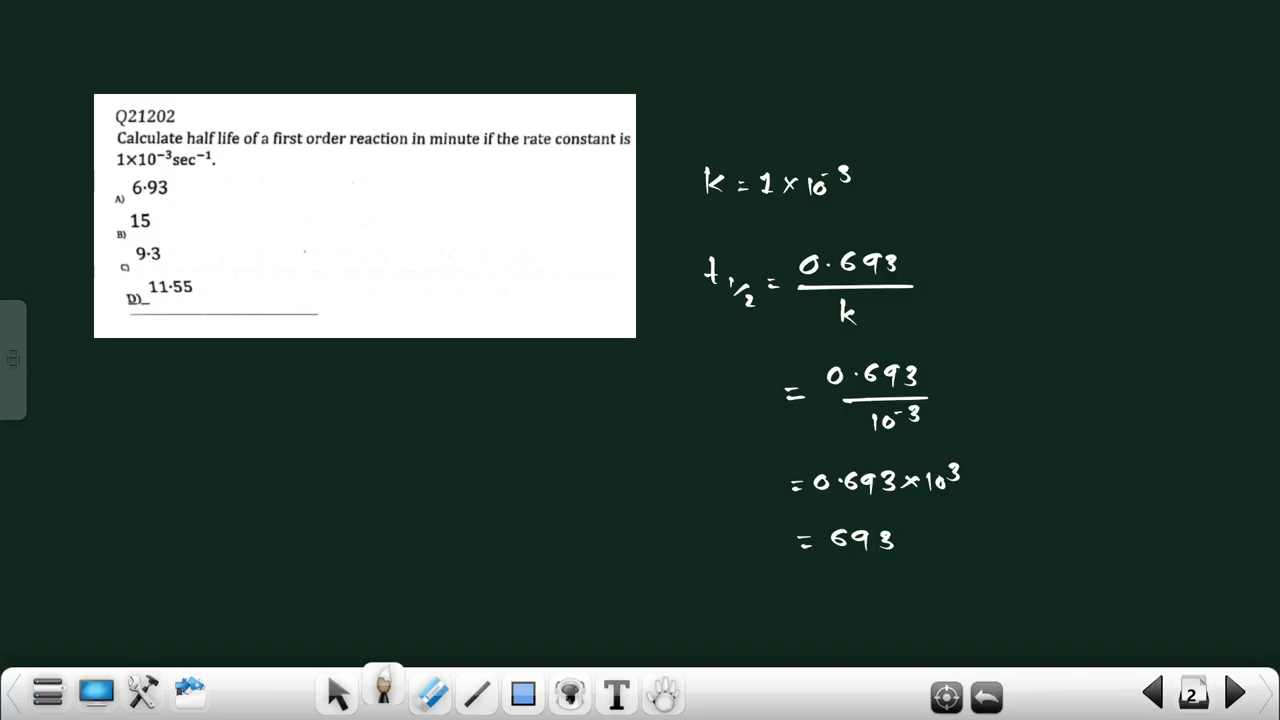 Q21202
Calculate half life of a first order reaction in minute if the rate constant is
1×10⁻³sec⁻¹.
A) 6·93
B) 15
C) 9·3
D) 11·55
k = 1 × 10⁻³
t₁/₂ = 0.693 / k
= 0.693 / 10⁻³
= 0.693 × 10³
= 693
T
2